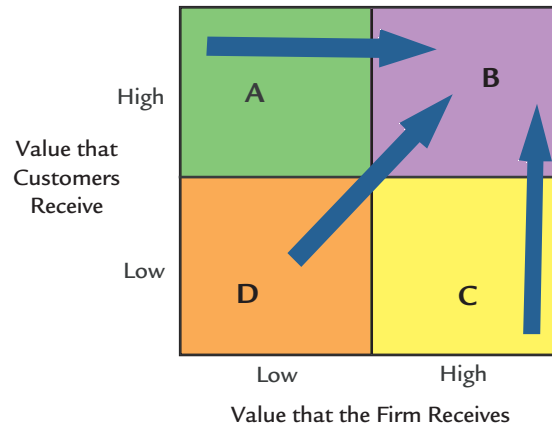 A
B
High
Value that
Customers
Receive
Low
D
C
Low
High
Value that the Firm Receives